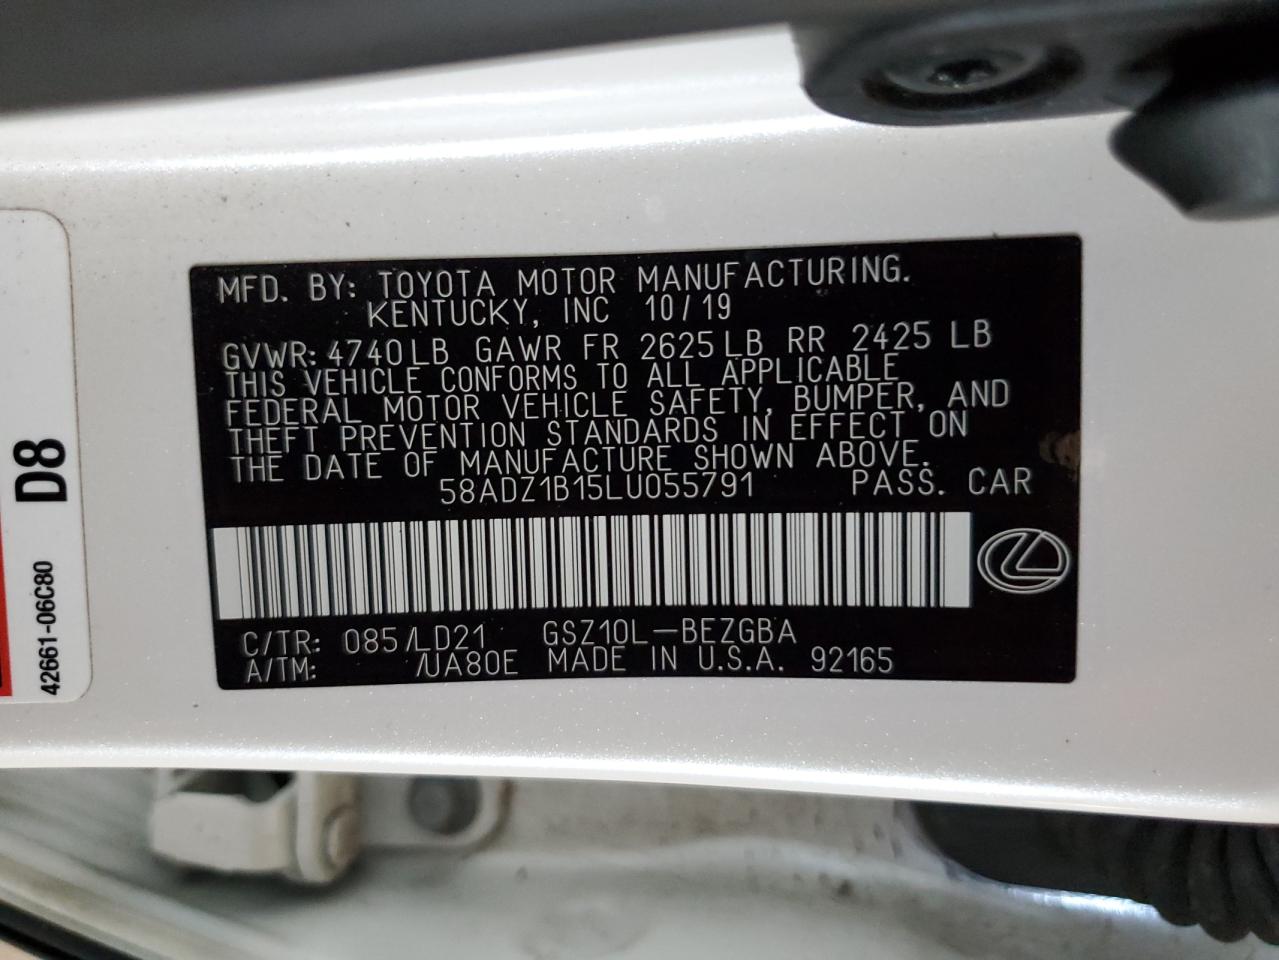 MFD. BY: TOYOTA MOTOR MANUFACTURING.
KENTUCKY, INC 10/19
GVWR: 4740LB GAWR FR 2625LB RR 2425 LB
THIS VEHICLE CONFORMS TO ALL APPLICABLE
FEDERAL MOTOR VEHICLE SAFETY, BUMPER, AND
THEFT PREVENTION STANDARDS IN EFFECT ON
THE DATE OF MANUFACTURE SHOWN ABOVE.
58ADZ1B15LU055791 PASS. CAR
C/TR: 085/LD21 GSZ10L-BEZGBA
A/TM: /UA80E MADE IN U.S.A. 92165
D8
42661-06C80